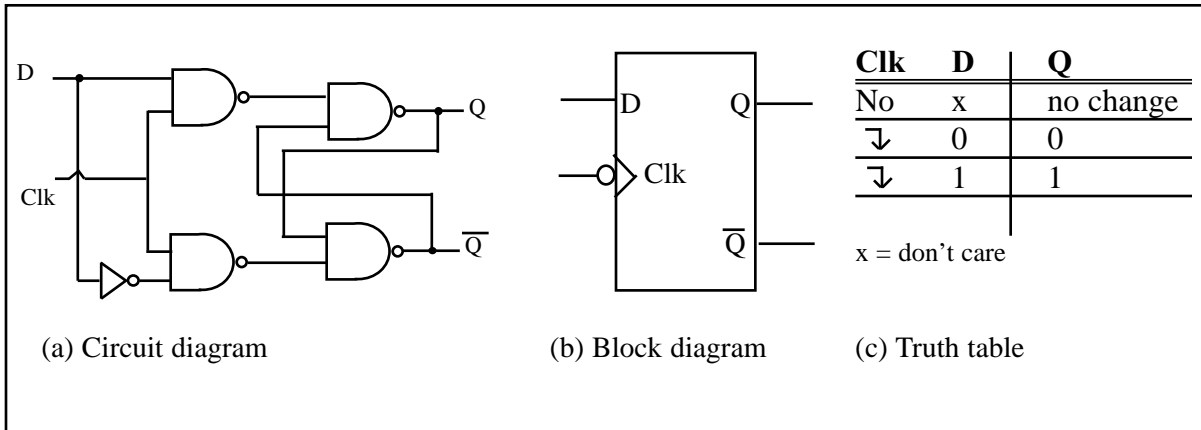 D
Clk
Q
Q̅
(a) Circuit diagram
D
Clk
Q
Q̅
(b) Block diagram
Clk D Q
No x no change
0 0
1 1
x = don't care
(c) Truth table